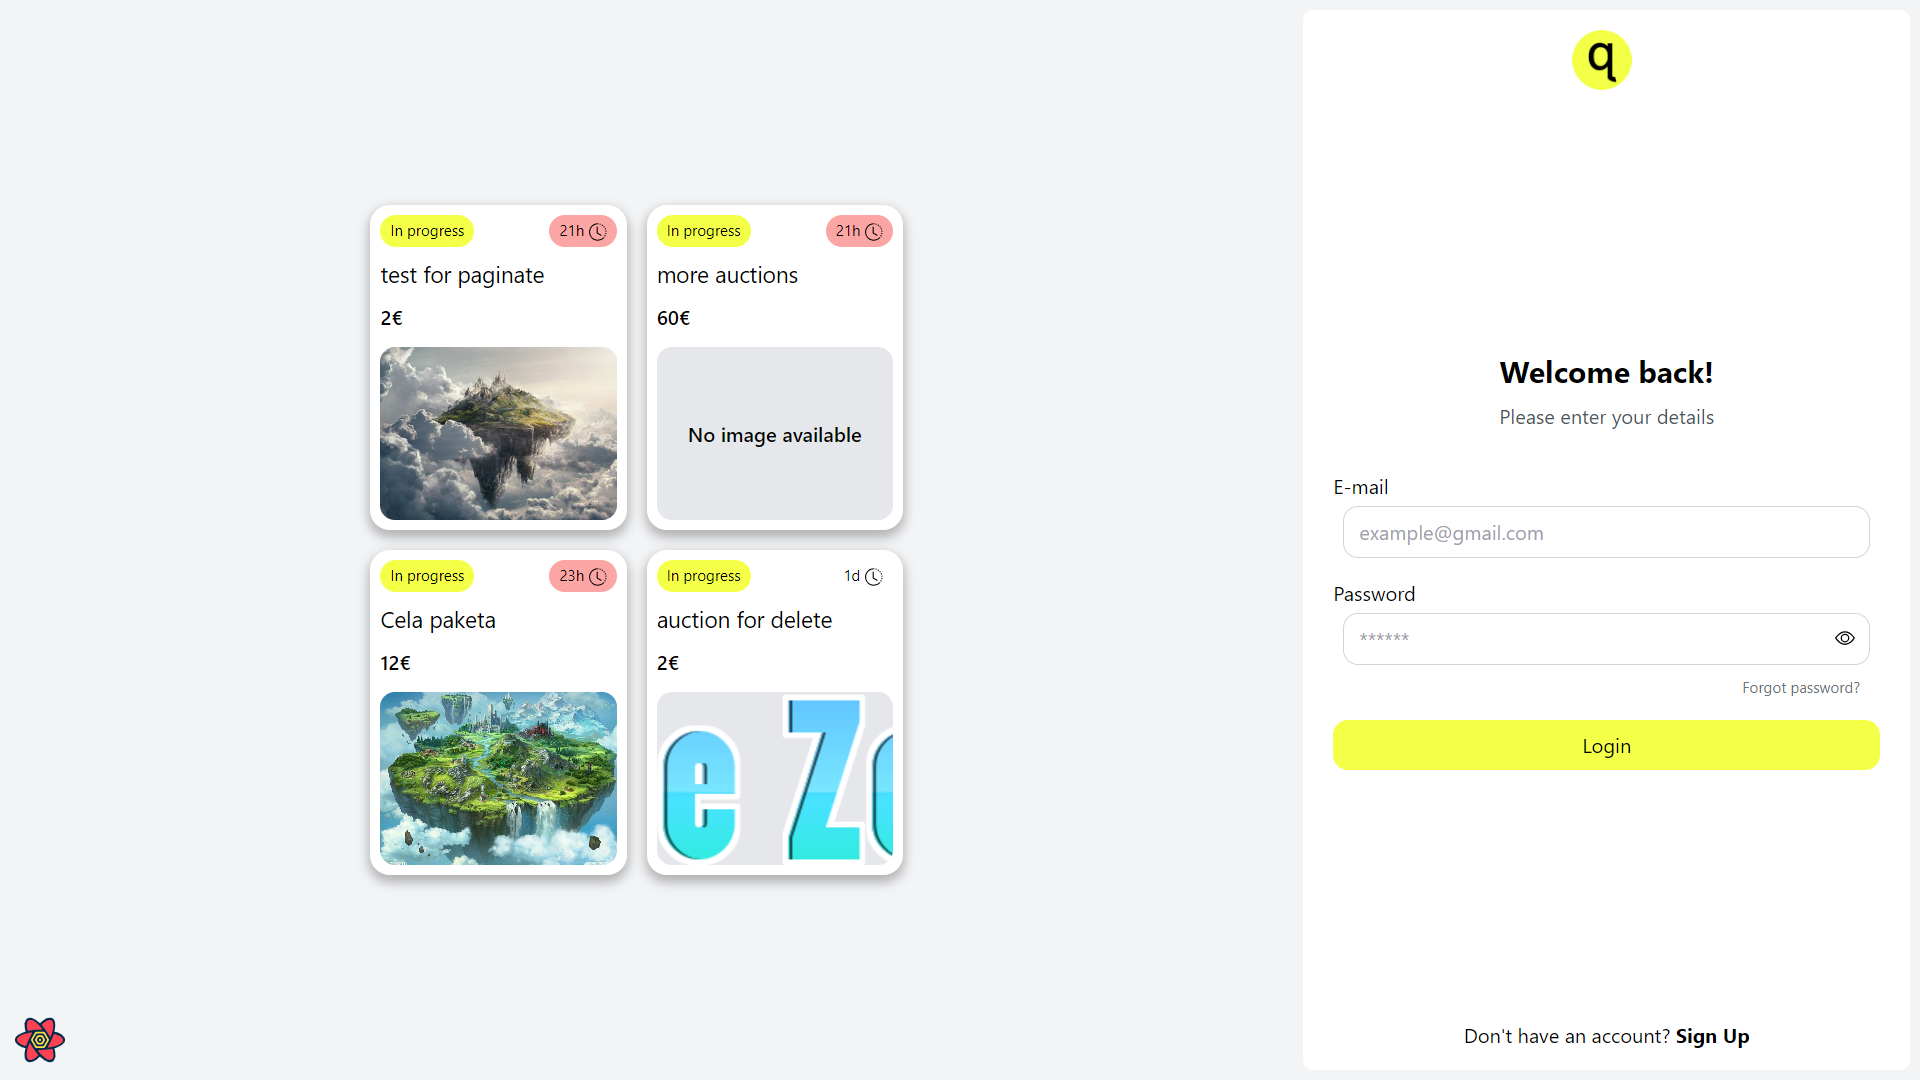 In progress
21h
test for paginate
2€
In progress
21h
more auctions
60€
No image available
In progress
23h
Cela paketa
12€
In progress
1d
auction for delete
2€
e Z
q
Welcome back!
Please enter your details
E-mail
example@gmail.com
Password
******
Forgot password?
Login
Don't have an account? Sign Up